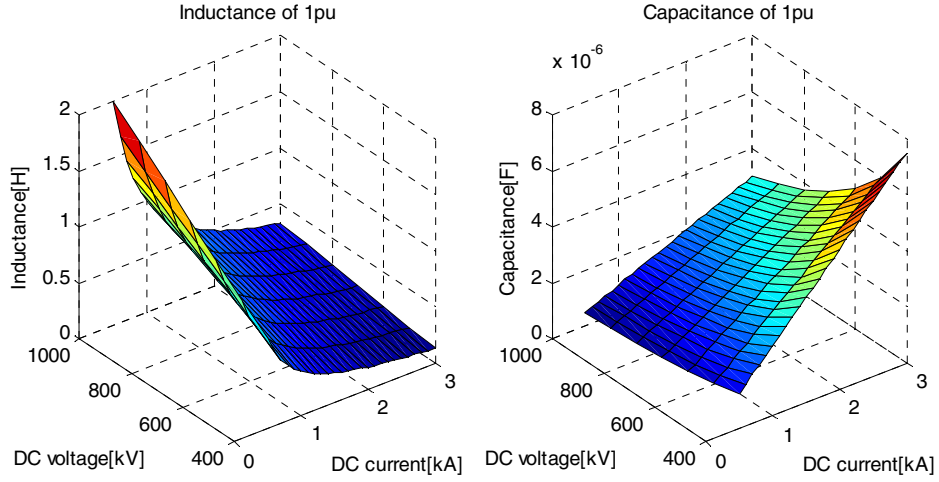 Inductance of 1pu
2
1.5
1
0.5
0
Inductance[H]
1000
800
600
400
DC voltage[kV]
0
1
2
3
DC current[kA]
Capacitance of 1pu
x 10-6
8
6
4
2
0
Capacitance[F]
1000
800
600
400
DC voltage[kV]
0
1
2
3
DC current[kA]